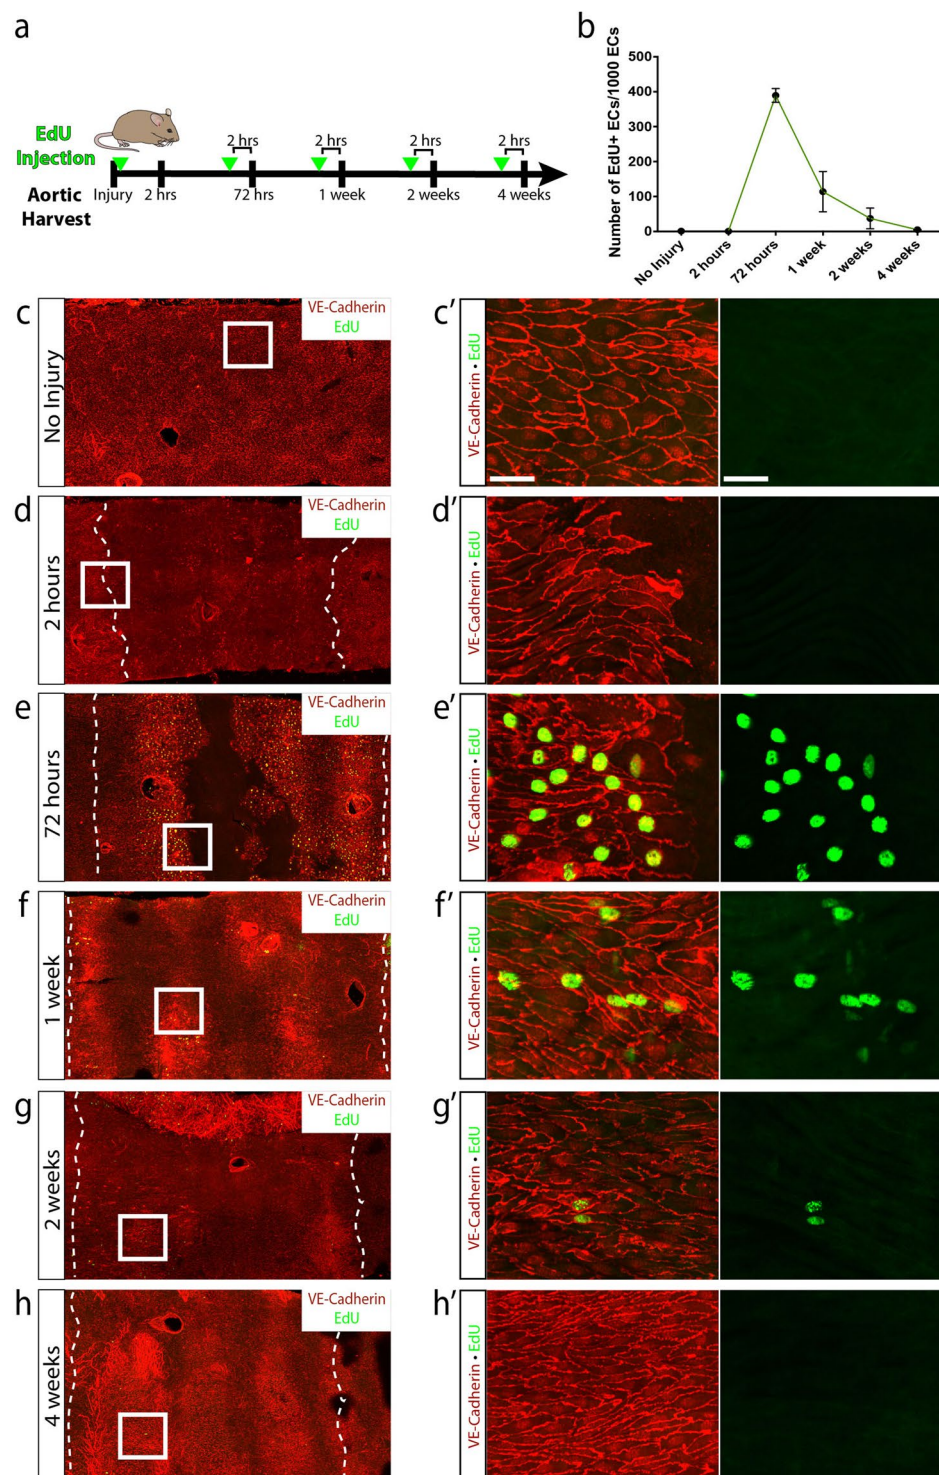 a
EdU
Injection
Aortic
Harvest
2 hrs
2 hrs
2 hrs
2 hrs
Injury
2 hrs
72 hrs
1 week
2 weeks
4 weeks
b
Number of EdU+ ECs/1000 ECs
500
400
300
200
100
0
No Injury
2 hours
72 hours
1 week
2 weeks
4 weeks
c
No Injury
VE-Cadherin
EdU
c'
VE-Cadherin • EdU
d
2 hours
VE-Cadherin
EdU
d'
VE-Cadherin • EdU
e
72 hours
VE-Cadherin
EdU
e'
VE-Cadherin • EdU
f
1 week
VE-Cadherin
EdU
f'
VE-Cadherin • EdU
g
2 weeks
VE-Cadherin
EdU
g'
VE-Cadherin • EdU
h
4 weeks
VE-Cadherin
EdU
h'
VE-Cadherin • EdU